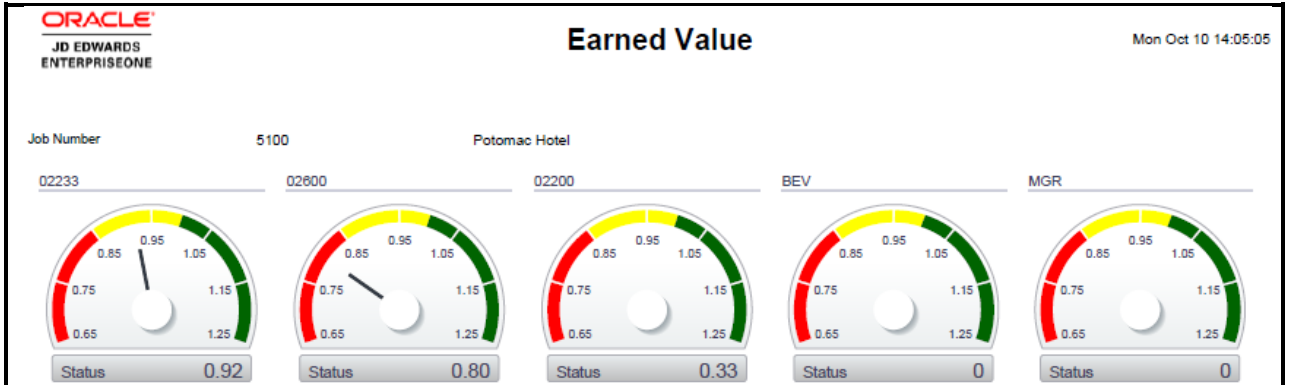 ORACLE
JD EDWARDS
ENTERPRISEONE
Earned Value
Mon Oct 10 14:05:05
Job Number 5100 Potomac Hotel
02233 02600 02200 BEV MGR
0.95 0.95 0.95 0.95 0.95
0.85 1.05 0.85 1.05 0.85 1.05 0.85 1.05 0.85 1.05
0.75 1.15 0.75 1.15 0.75 1.15 0.75 1.15 0.75 1.15
0.65 1.25 0.65 1.25 0.65 1.25 0.65 1.25 0.65 1.25
Status 0.92 Status 0.80 Status 0.33 Status 0 Status 0